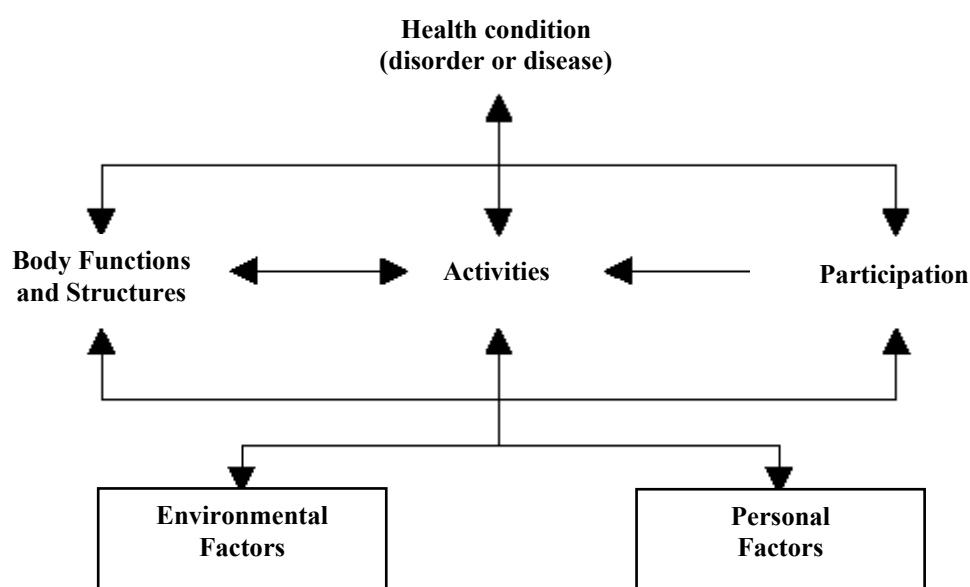 Health condition
(disorder or disease)
Body Functions
and Structures
Activities
Participation
Environmental
Factors
Personal
Factors